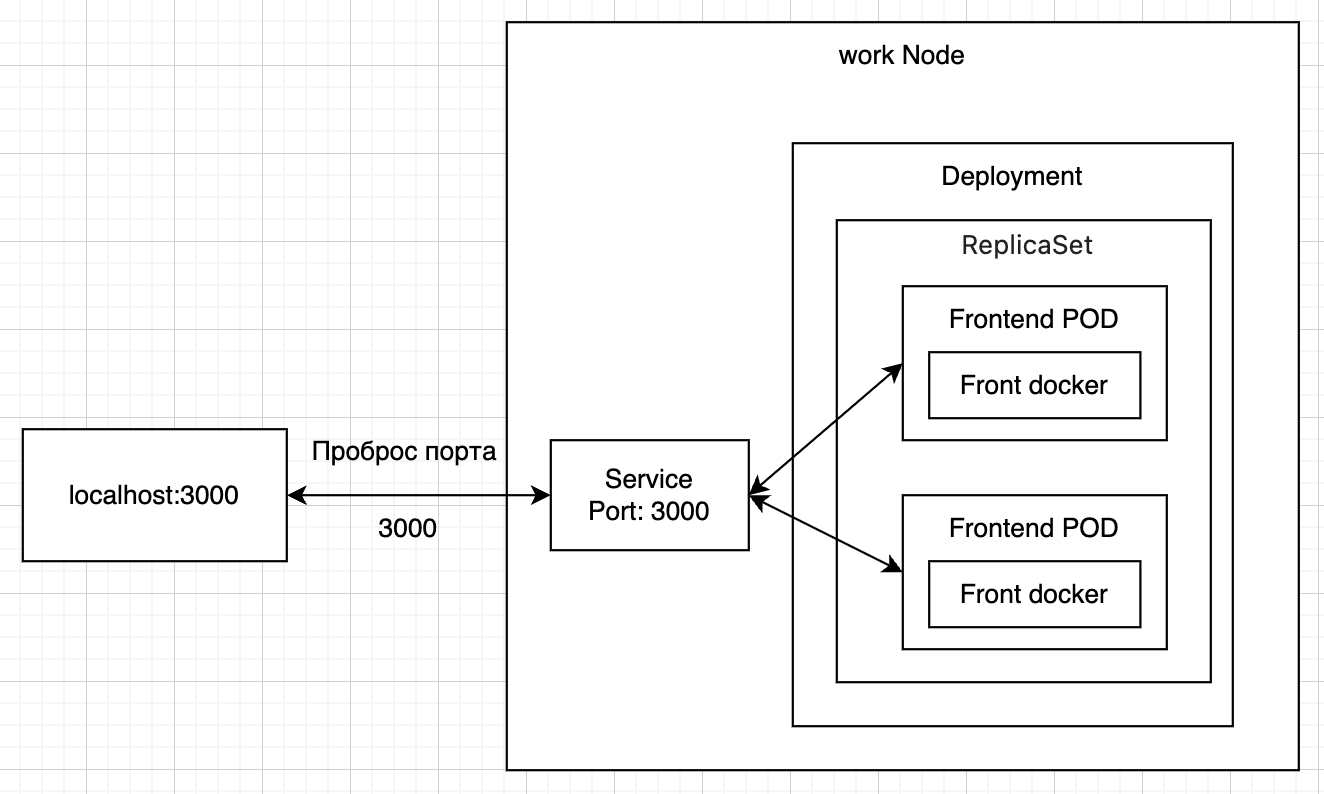 work Node
Deployment
ReplicaSet
Frontend POD
Front docker
Проброс порта
localhost:3000
3000
Service
Port: 3000
Frontend POD
Front docker